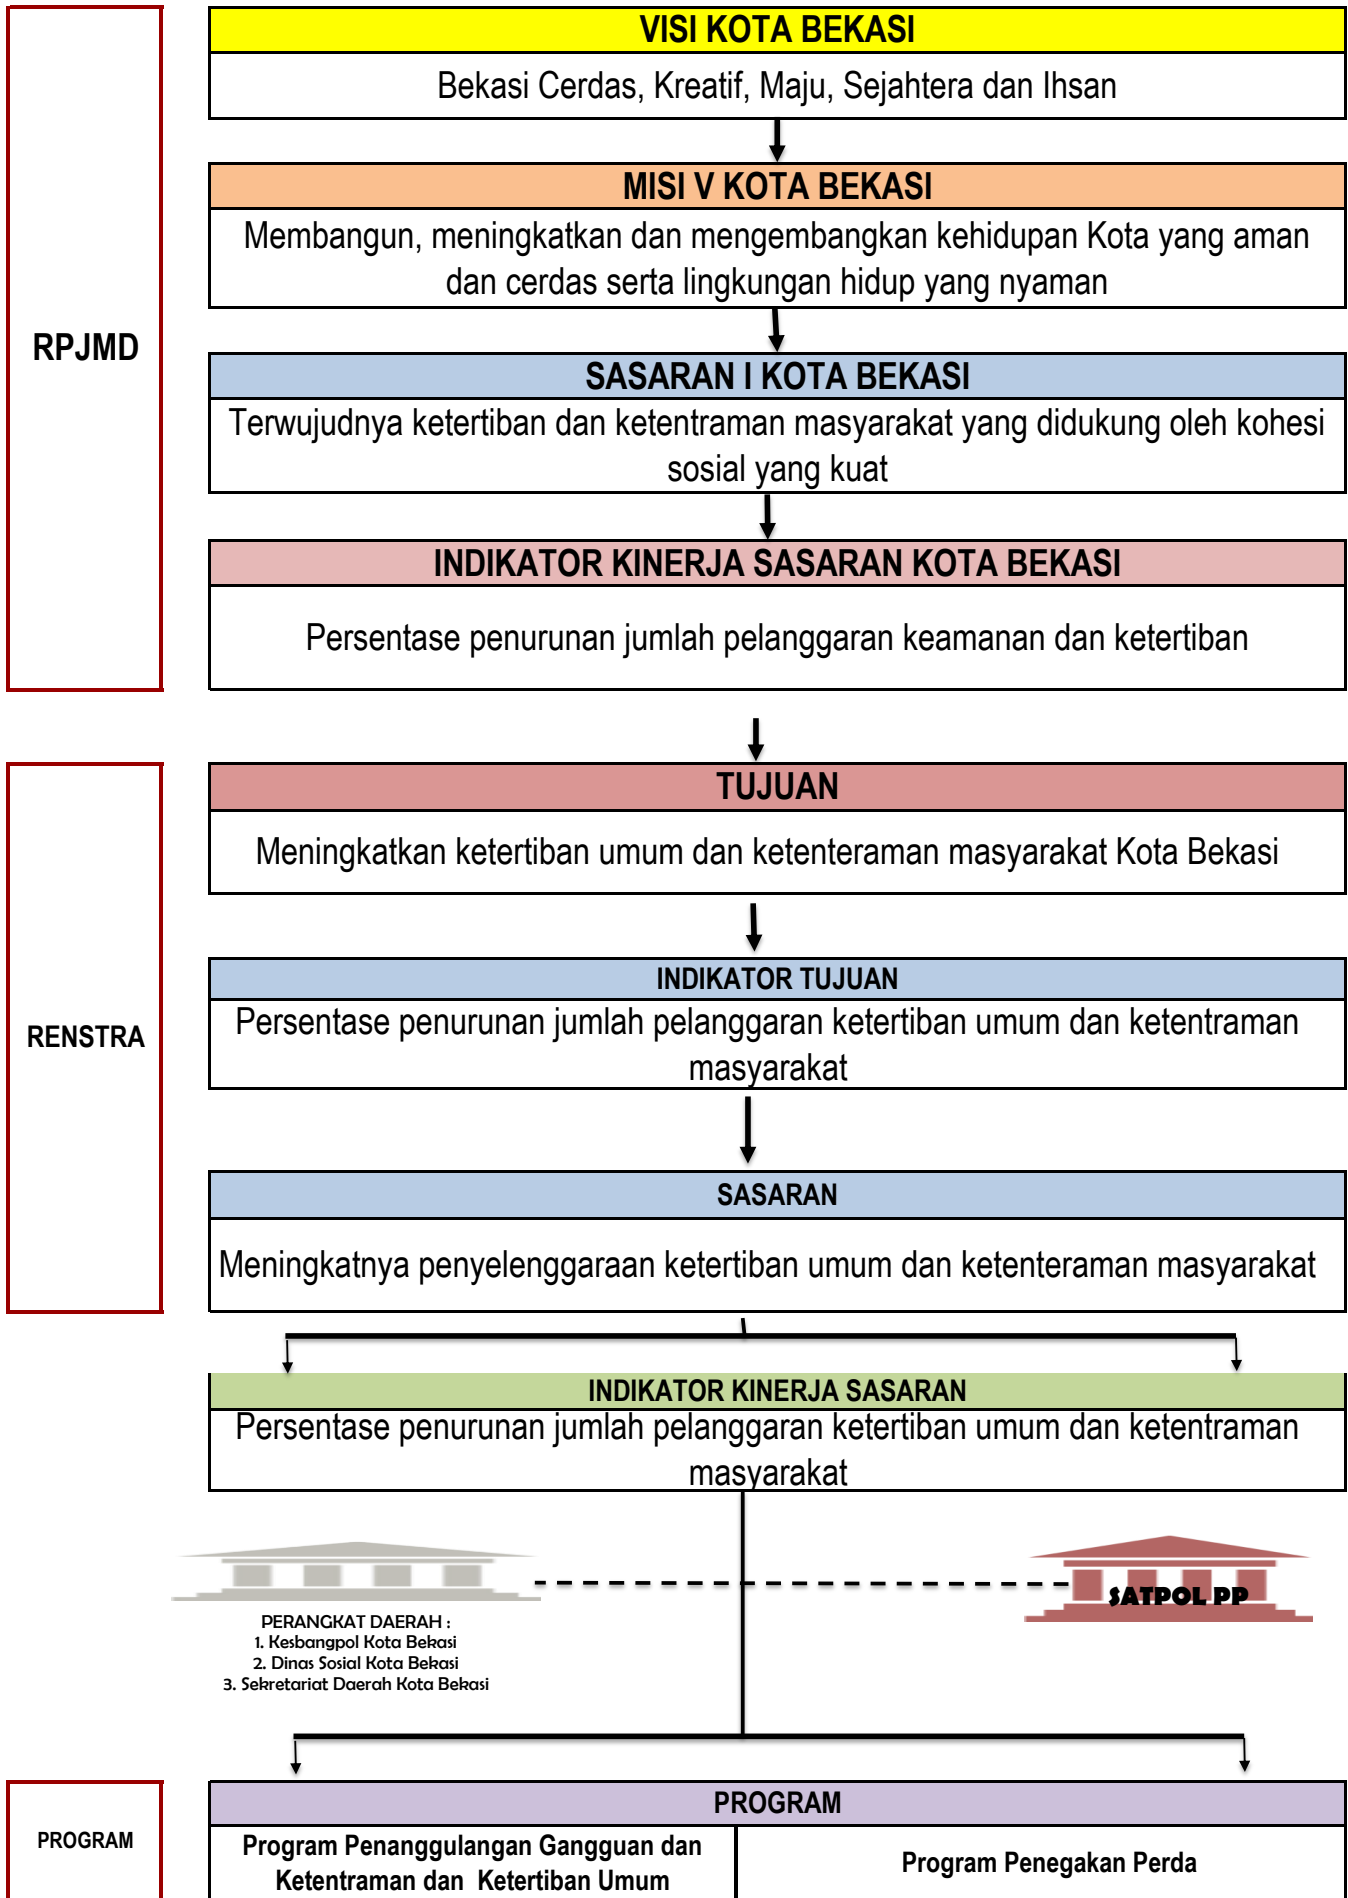 VISI KOTA BEKASI
Bekasi Cerdas, Kreatif, Maju, Sejahtera dan Ihsan
MISI V KOTA BEKASI
Membangun, meningkatkan dan mengembangkan kehidupan Kota yang aman
dan cerdas serta lingkungan hidup yang nyaman
RPJMD
SASARAN I KOTA BEKASI
Terwujudnya ketertiban dan ketentraman masyarakat yang didukung oleh kohesi
sosial yang kuat
INDIKATOR KINERJA SASARAN KOTA BEKASI
Persentase penurunan jumlah pelanggaran keamanan dan ketertiban
TUJUAN
Meningkatkan ketertiban umum dan ketenteraman masyarakat Kota Bekasi
INDIKATOR TUJUAN
Persentase penurunan jumlah pelanggaran ketertiban umum dan ketentraman
masyarakat
RENSTRA
SASARAN
Meningkatnya penyelenggaraan ketertiban umum dan ketenteraman masyarakat
INDIKATOR KINERJA SASARAN
Persentase penurunan jumlah pelanggaran ketertiban umum dan ketentraman
masyarakat
SATPOL PP
PERANGKAT DAERAH :
1. Kesbangpol Kota Bekasi
2. Dinas Sosial Kota Bekasi
3. Sekretariat Daerah Kota Bekasi
PROGRAM
PROGRAM
Program Penanggulangan Gangguan dan
Ketentraman dan Ketertiban Umum
Program Penegakan Perda